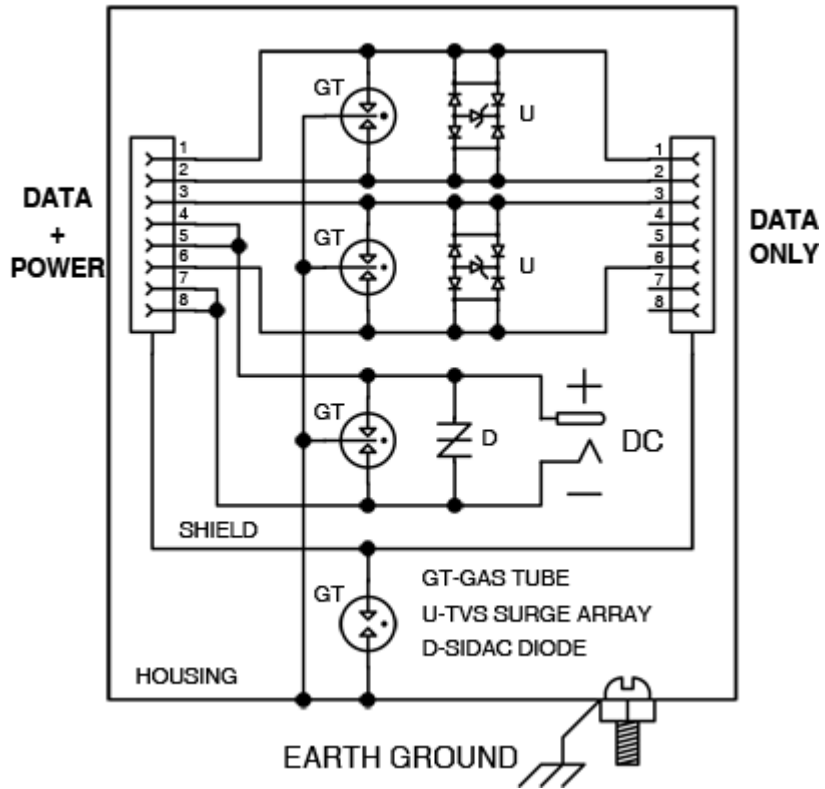 GT
U
1
2
3
4
5
6
7
8
DATA
+
POWER
GT
U
1
2
3
4
5
6
7
8
DATA
ONLY
GT
D
+
DC
−
SHIELD
GT
GT-GAS TUBE
U-TVS SURGE ARRAY
D-SIDAC DIODE
HOUSING
EARTH GROUND